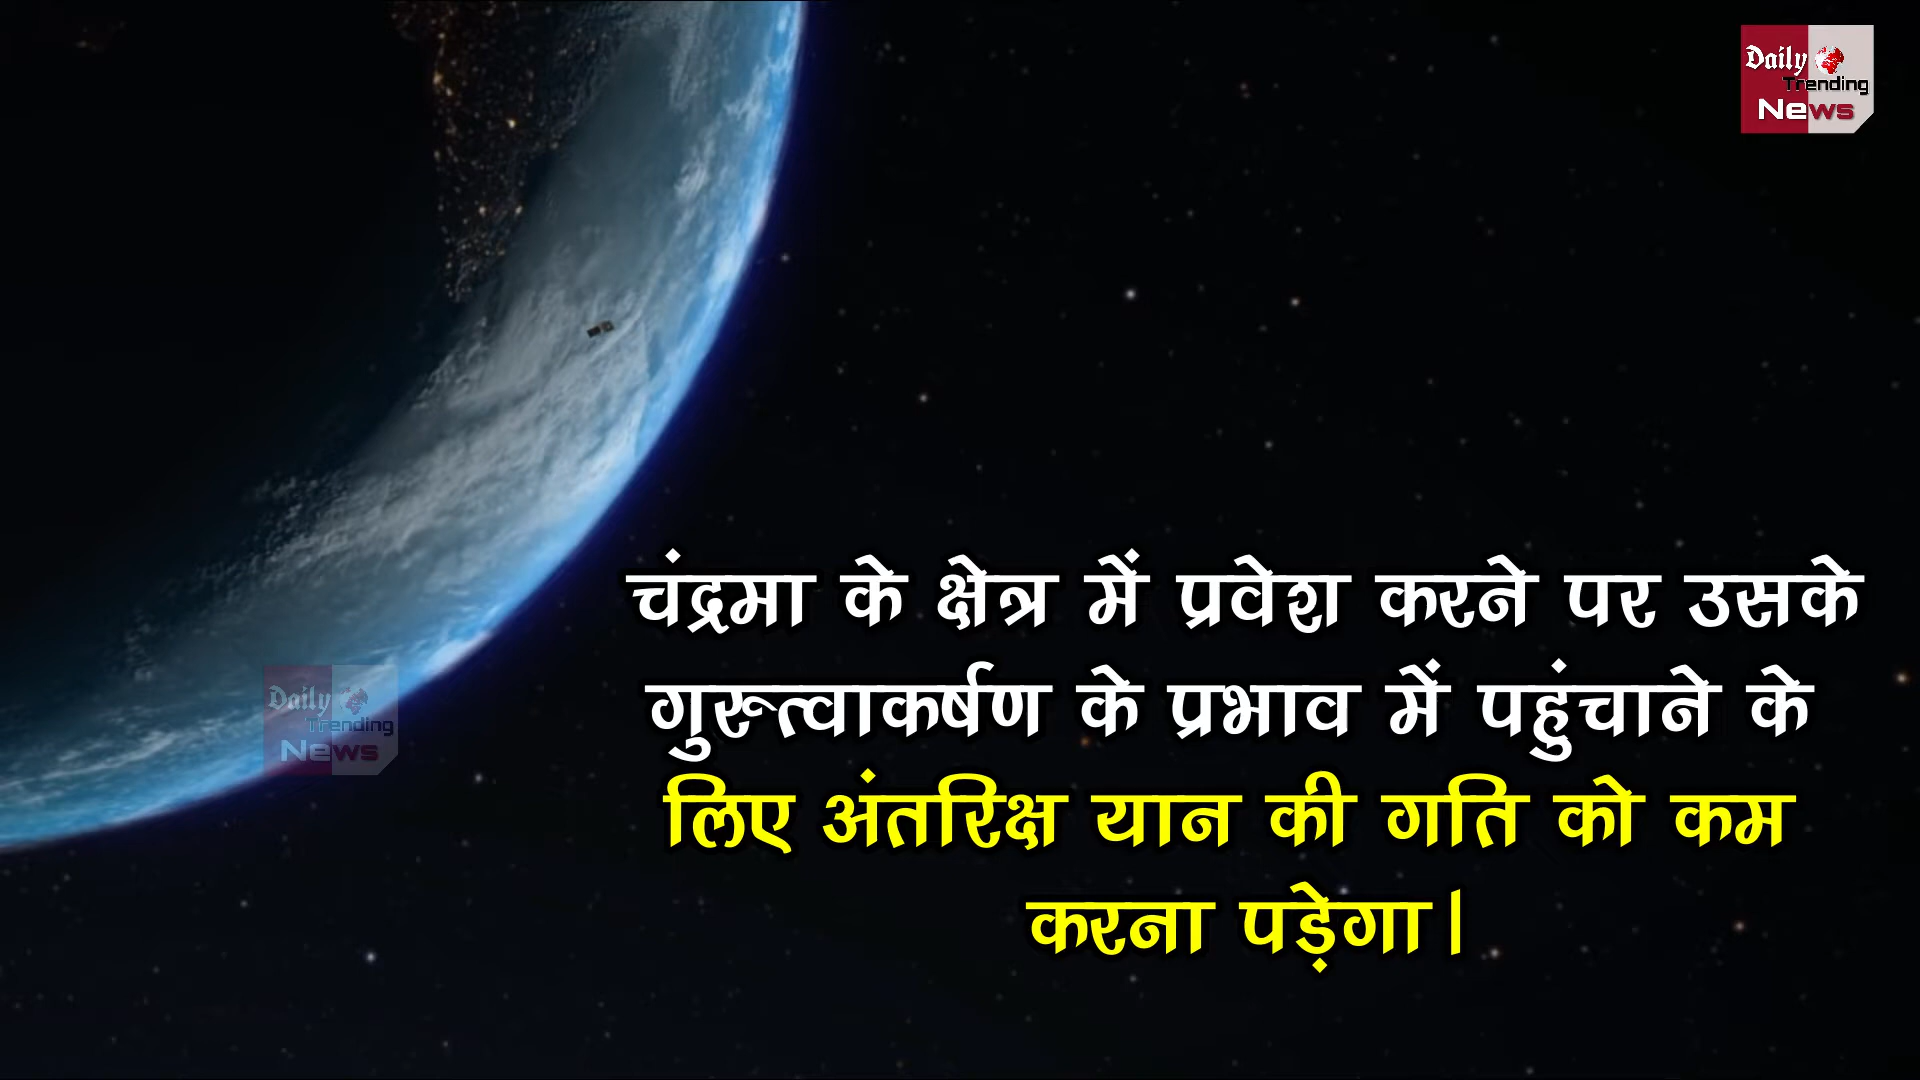 Daily
Trending
News
चंद्रमा के क्षेत्र में प्रवेश करने पर उसके
गुरूत्वाकर्षण के प्रभाव में पहुंचाने के
लिए अंतरिक्ष यान की गति को कम
करना पड़ेगा।
Daily
Trending
News